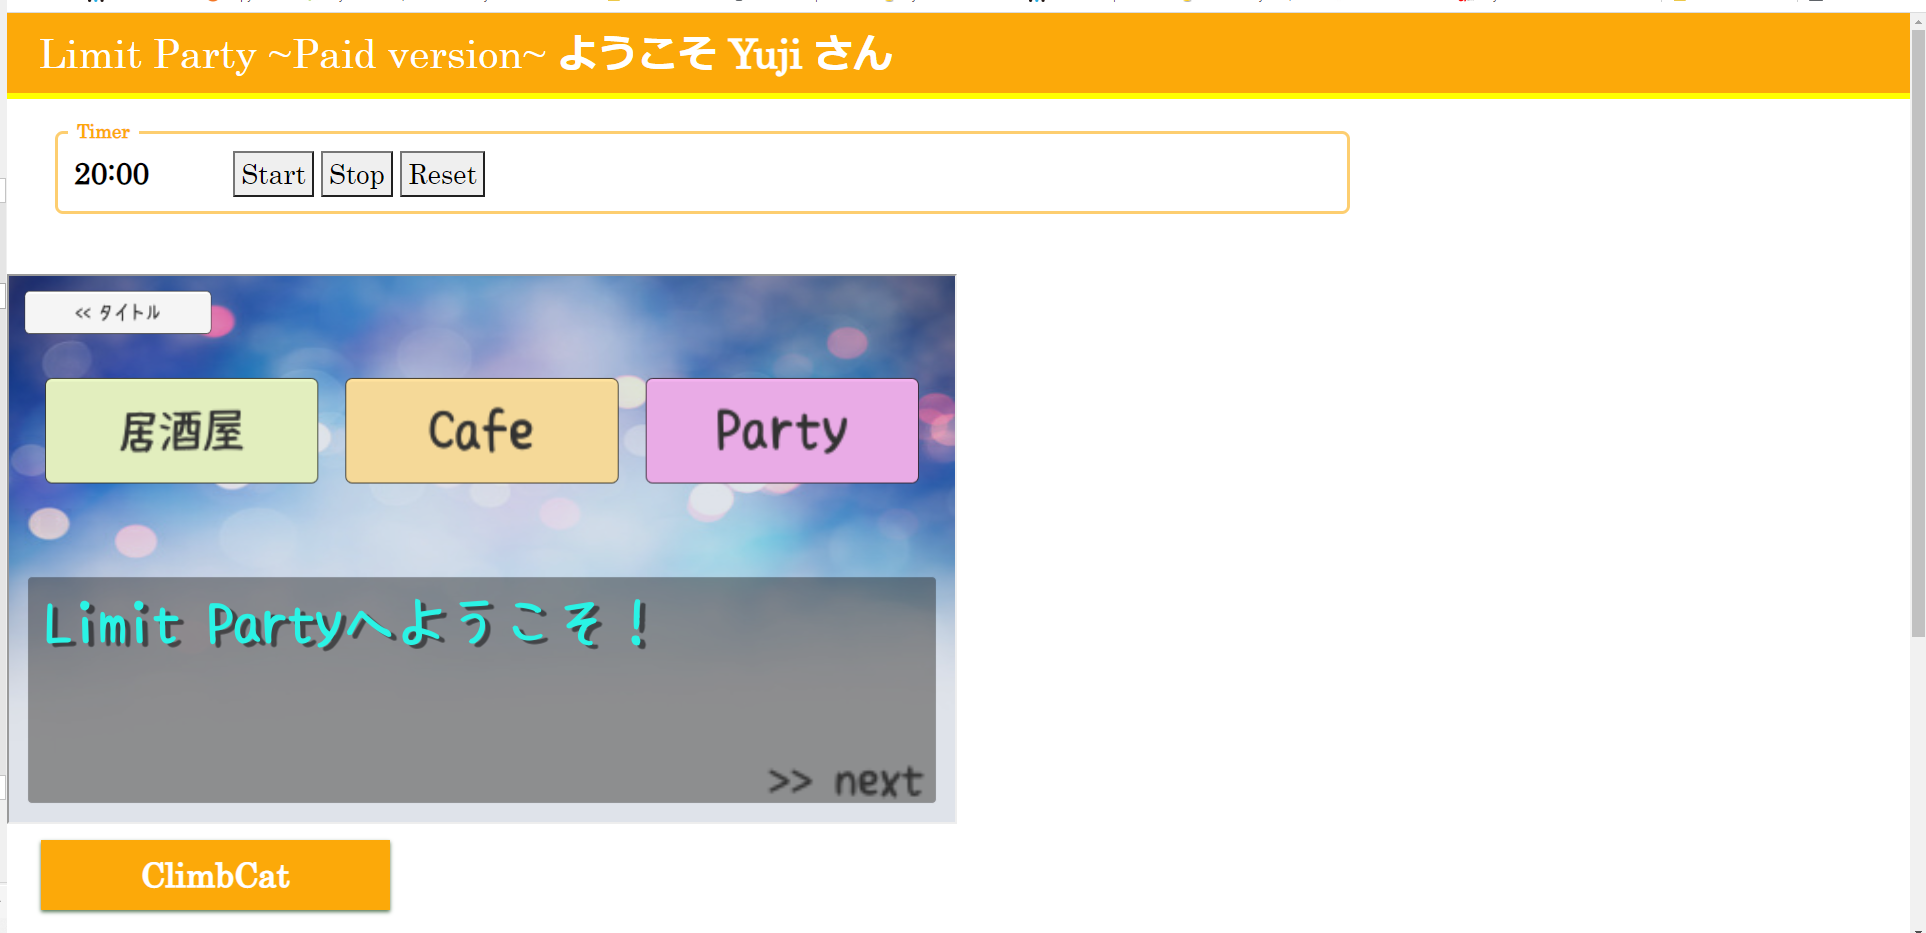 Limit Party ~Paid version~ ようこそ Yuji さん
Timer
20:00 Start Stop Reset
<< タイトル
居酒屋 Cafe Party
Limit Partyへようこそ！
>> next
ClimbCat